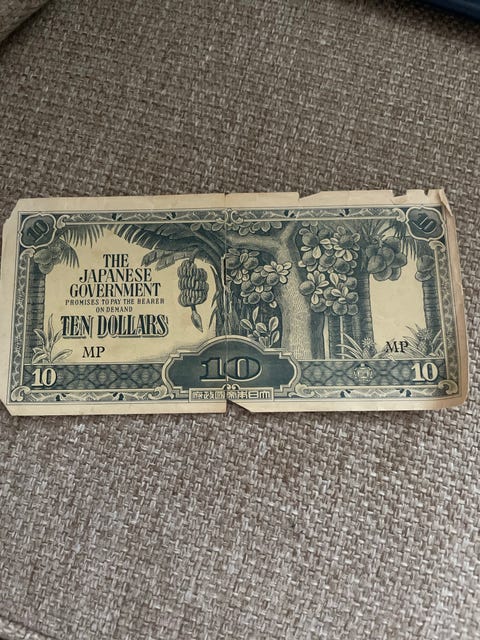 10
10
THE
JAPANESE
GOVERNMENT
PROMISES TO PAY THE BEARER
ON DEMAND
TEN DOLLARS
MP
MP
10
10
10
府政國帝本日大